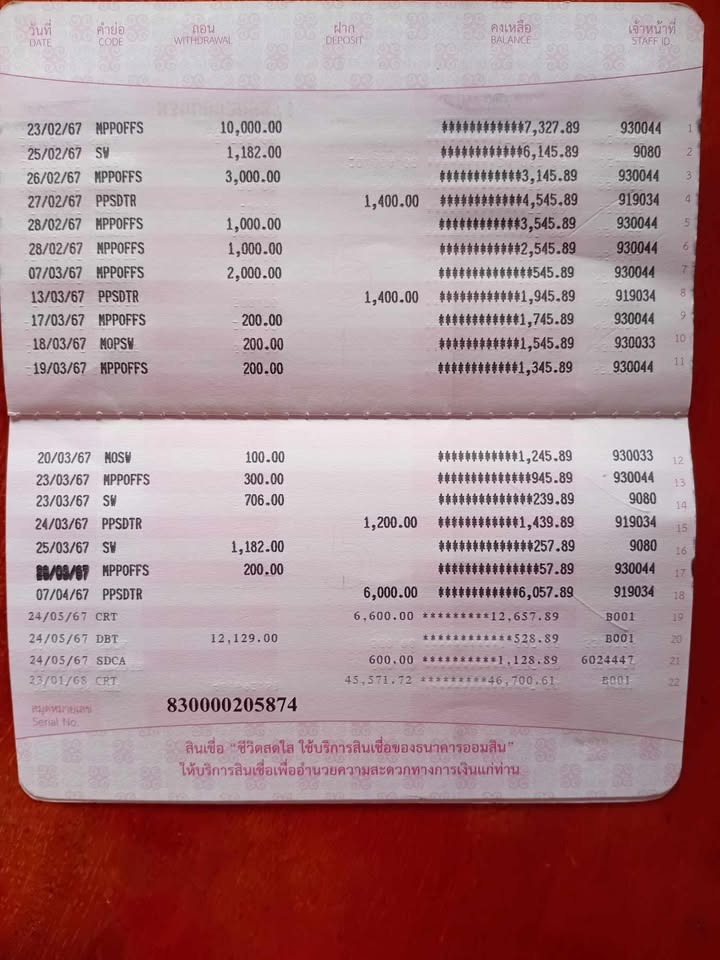 วันที่ คำย่อ ถอน ฝาก คงเหลือ เจ้าหน้าที่
DATE CODE WITHDRAWAL DEPOSIT BALANCE STAFF ID
23/02/67 MPPOFFS 10,000.00 ************7,327.89 930044 1
25/02/67 SW 1,182.00 ************6,145.89 9080 2
26/02/67 MPPOFFS 3,000.00 ************3,145.89 930044 3
27/02/67 PPSDTR 1,400.00 ************4,545.89 919034 4
28/02/67 MPPOFFS 1,000.00 ************3,545.89 930044 5
28/02/67 MPPOFFS 1,000.00 ************2,545.89 930044 6
07/03/67 MPPOFFS 2,000.00 **************545.89 930044 7
13/03/67 PPSDTR 1,400.00 ************1,945.89 919034 8
17/03/67 MPPOFFS 200.00 ************1,745.89 930044 9
18/03/67 MOPSW 200.00 ************1,545.89 930033 10
19/03/67 MPPOFFS 200.00 ************1,345.89 930044 11
20/03/67 MOSW 100.00 ************1,245.89 930033 12
23/03/67 MPPOFFS 300.00 **************945.89 930044 13
23/03/67 SW 706.00 **************239.89 9080 14
24/03/67 PPSDTR 1,200.00 ************1,439.89 919034 15
25/03/67 SW 1,182.00 **************257.89 9080 16
MPPOFFS 200.00 ***************57.89 930044 17
07/04/67 PPSDTR 6,000.00 ************6,057.89 919034 18
24/05/67 CRT 6,600.00 *********12,657.89 B001 19
24/05/67 DBT 12,129.00 ************528.89 B001 20
24/05/67 SDCA 600.00 **********1,128.89 6024447 21
23/01/68 CRT 45,571.72 *********46,700.61 B001 22
สมุดหมายเลข 830000205874
Serial No.
สินเชื่อ “ชีวิตสดใส ใช้บริการสินเชื่อของธนาคารออมสิน”
ให้บริการสินเชื่อเพื่ออำนวยความสะดวกทางการเงินแก่ท่าน